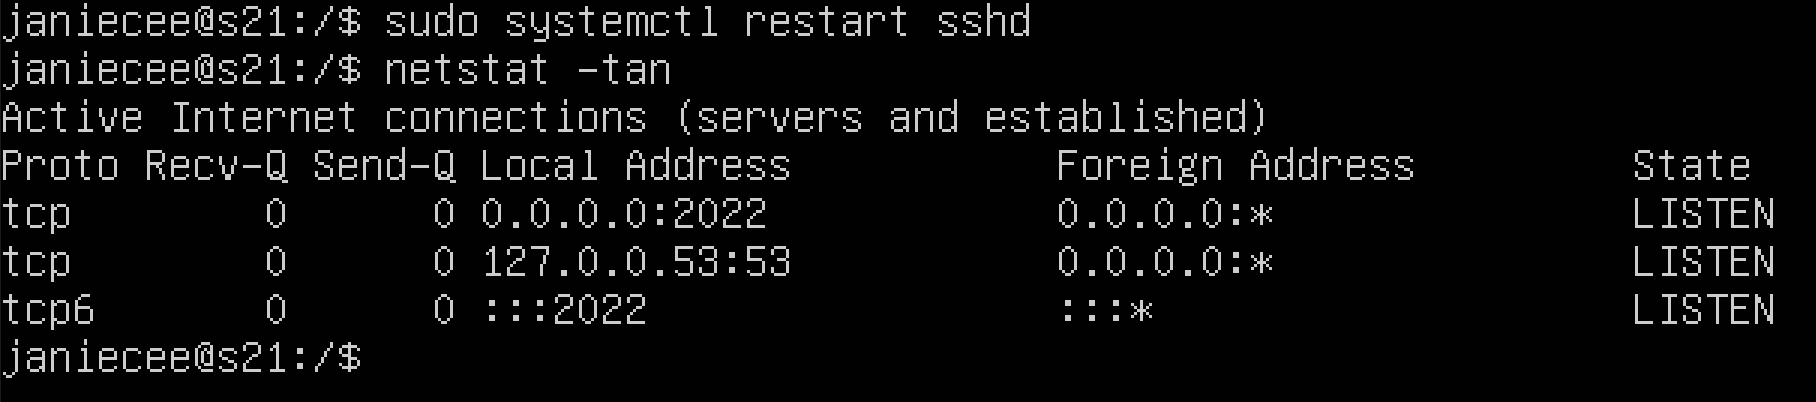 janiecee@s21:/$ sudo systemctl restart sshd
janiecee@s21:/$ netstat -tan
Active Internet connections (servers and established)
Proto Recv-Q Send-Q Local Address           Foreign Address         State
tcp        0      0 0.0.0.0:2022            0.0.0.0:*               LISTEN
tcp        0      0 127.0.0.53:53           0.0.0.0:*               LISTEN
tcp6       0      0 :::2022                 :::*                    LISTEN
janiecee@s21:/$